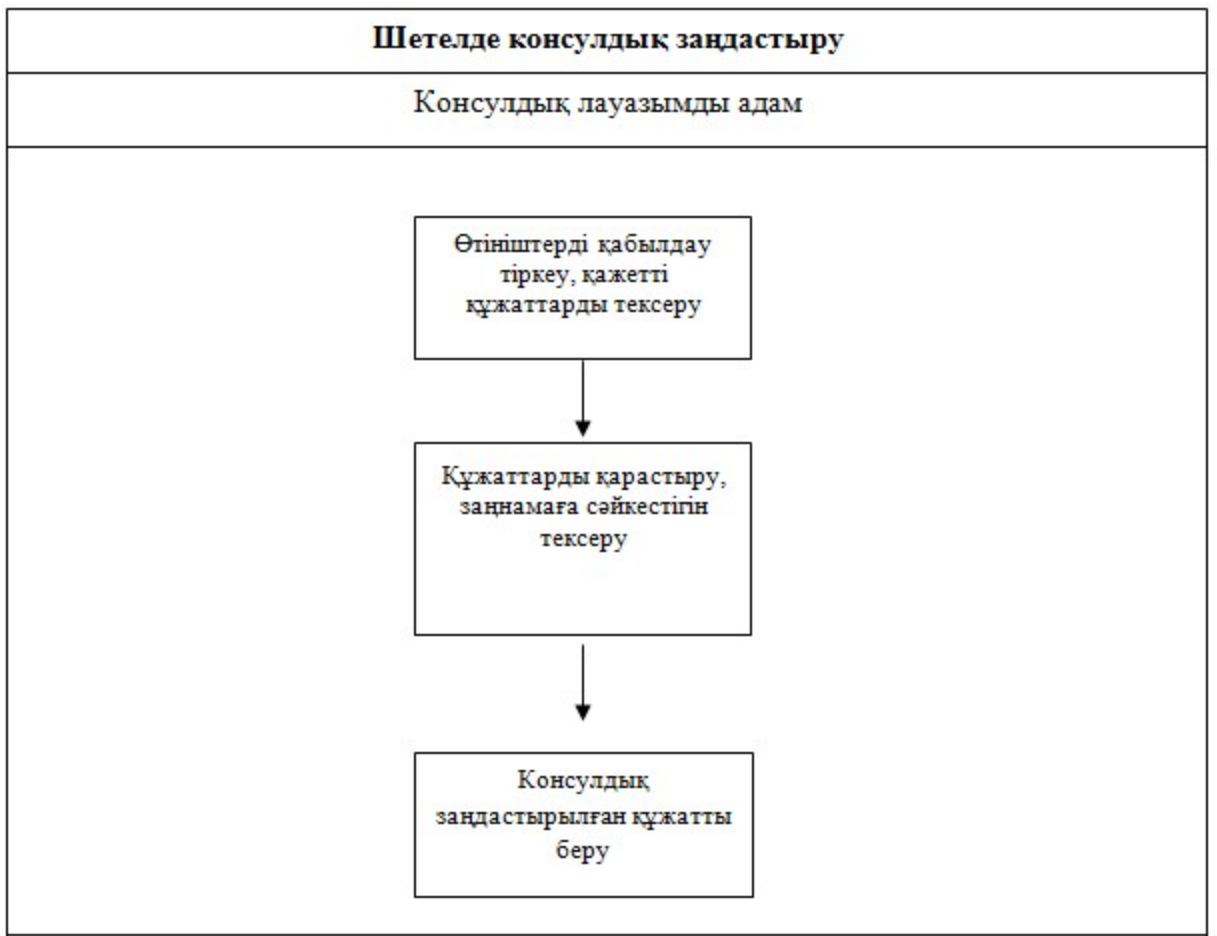 Шетелде консулдық заңдастыру
Консулдық лауазымды адам
Өтініштерді қабылдау
тіркеу, қажетті
құжаттарды тексеру
Құжаттарды қарастыру,
заңнамаға сәйкестігін
тексеру
Консулдық
заңдастырылған құжатты
беру